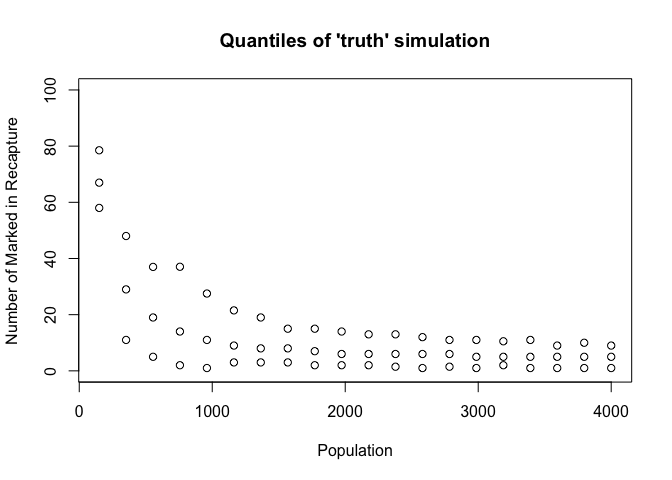 Quantiles of 'truth' simulation
Number of Marked in Recapture
100
80
60
40
20
0
0 1000 2000 3000 4000
Population